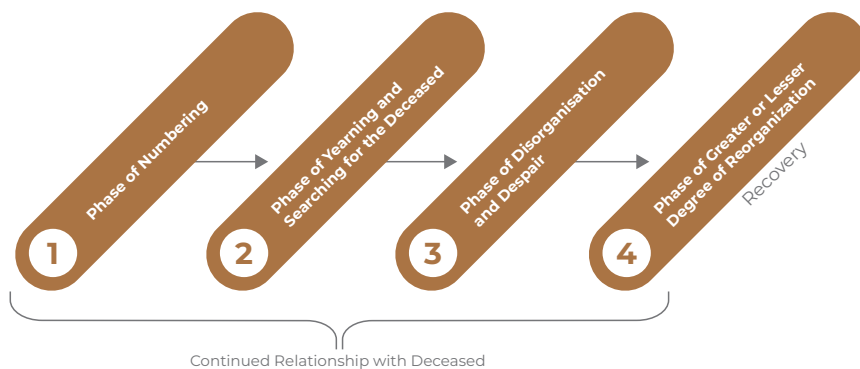 1
Phase of Numbering
2
Phase of Yearning and
Searching for the Deceased
3
Phase of Disorganisation
and Despair
4
Phase of Greater or Lesser
Degree of Reorganization
Recovery
Continued Relationship with Deceased